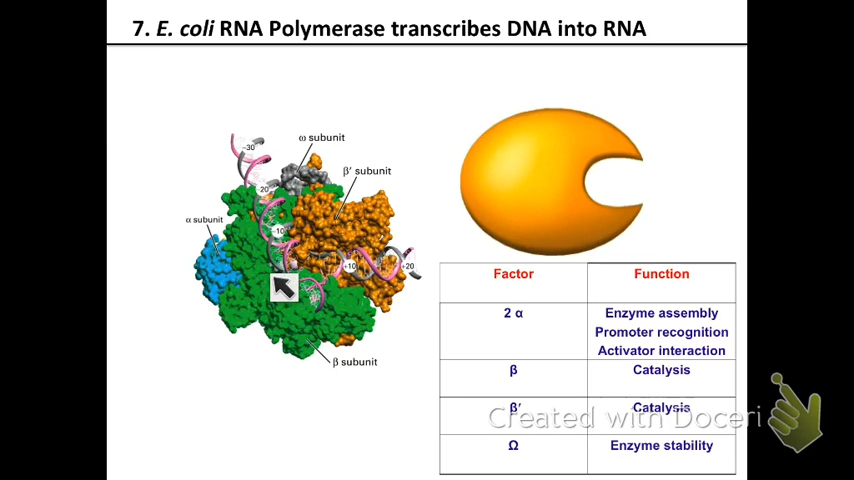 7. E. coli RNA Polymerase transcribes DNA into RNA
ω subunit
-30
β′ subunit
20
α subunit
-10
+10
+20
β subunit
Factor Function
2 α Enzyme assembly
Promoter recognition
Activator interaction
β Catalysis
β′ Catalysis
Created with Doceri
Ω Enzyme stability